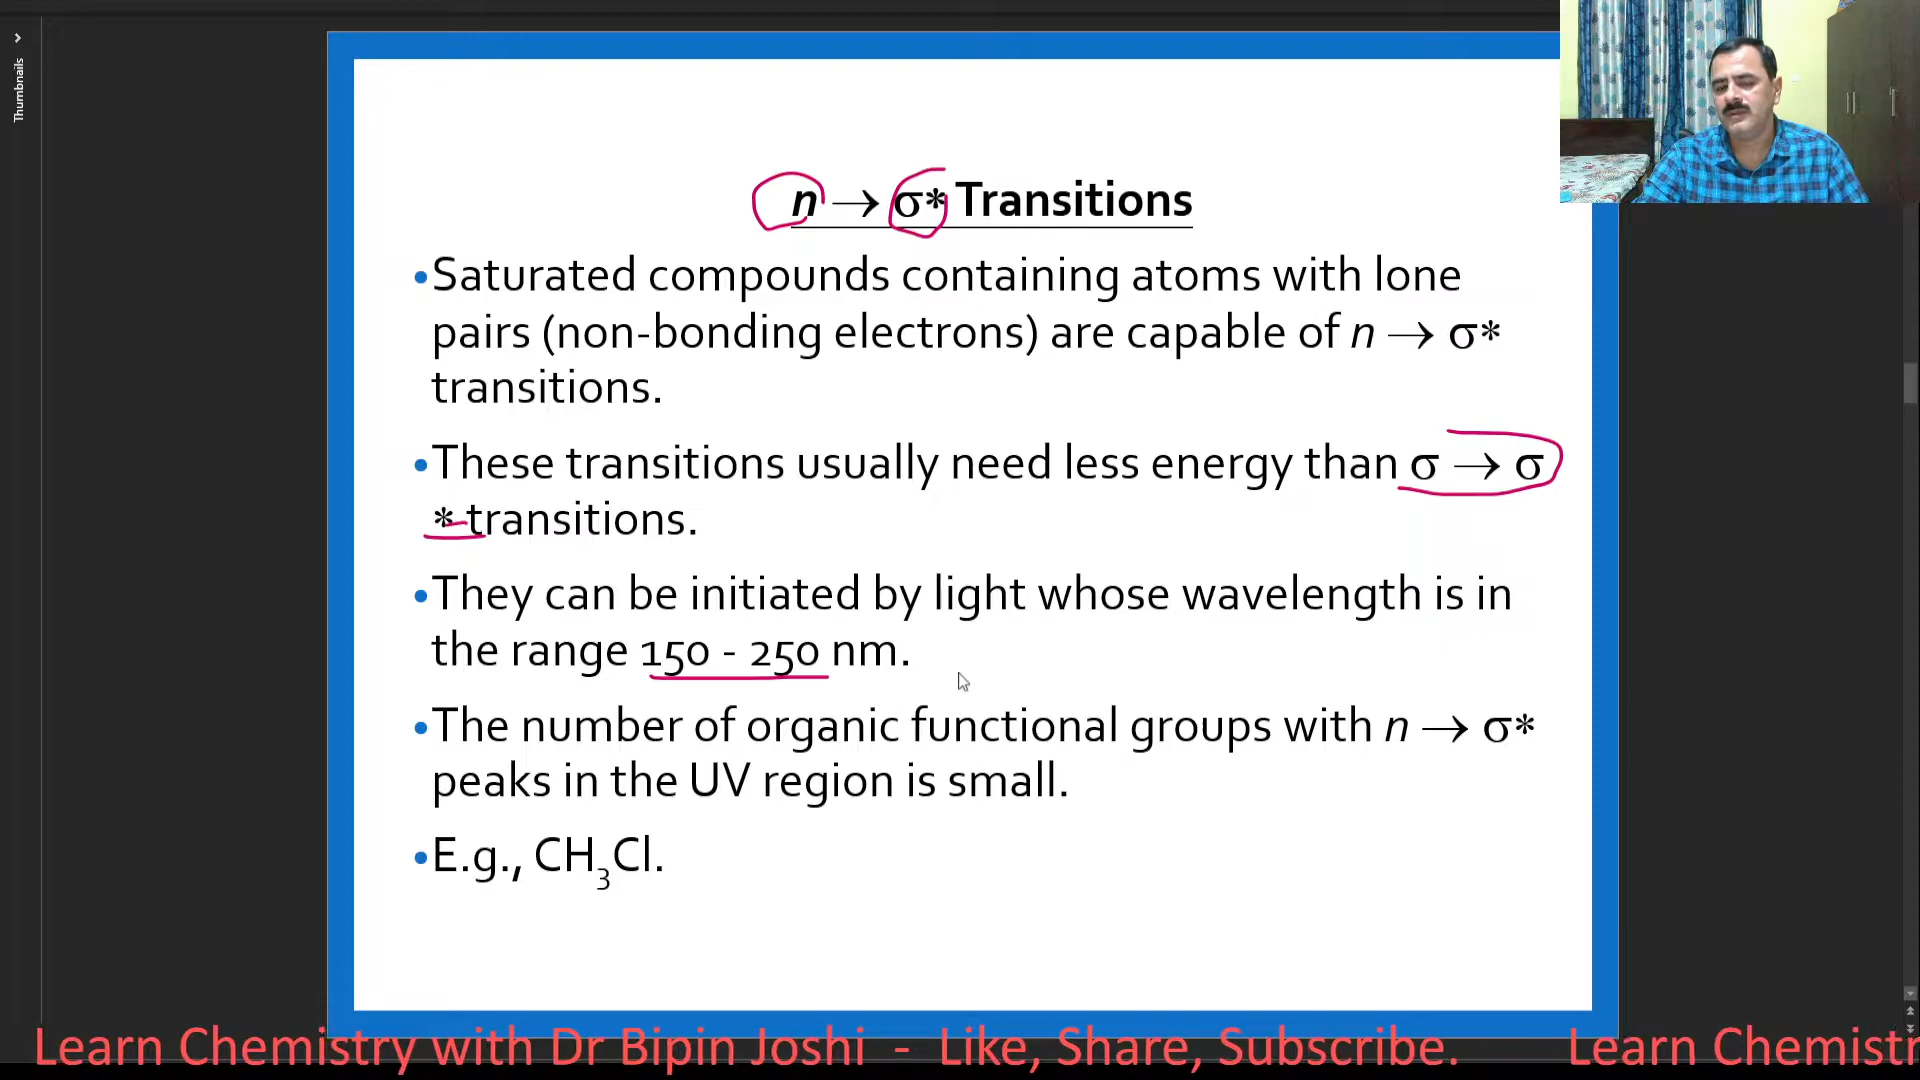 Thumbnails
n → σ* Transitions
•Saturated compounds containing atoms with lone
pairs (non-bonding electrons) are capable of n → σ*
transitions.
•These transitions usually need less energy than σ → σ
* transitions.
•They can be initiated by light whose wavelength is in
the range 150 - 250 nm.
•The number of organic functional groups with n → σ*
peaks in the UV region is small.
•E.g., CH₃Cl.
Learn Chemistry with Dr Bipin Joshi - Like, Share, Subscribe. Learn Chemistr